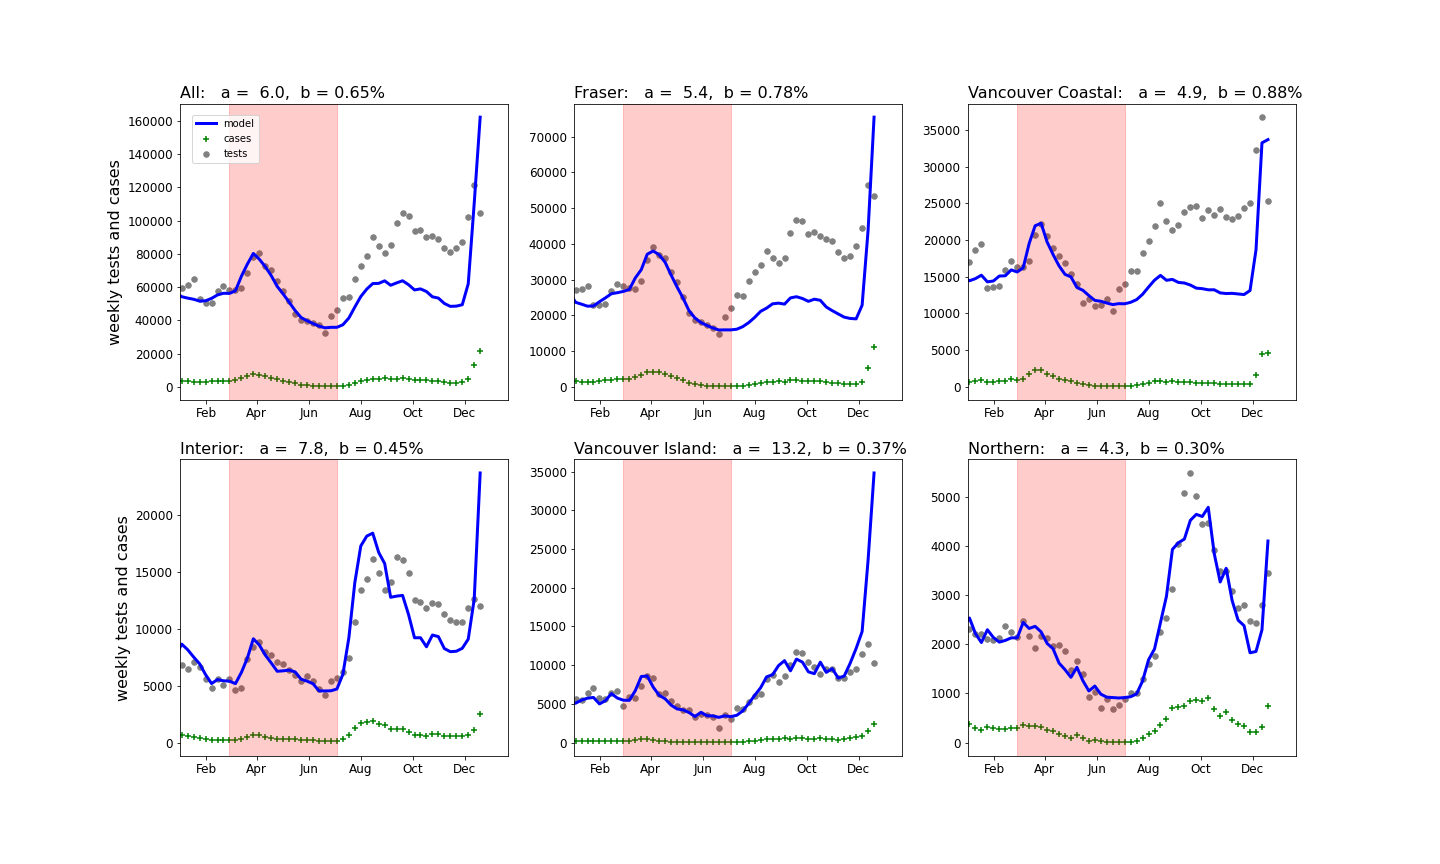 All:   a =  6.0,  b = 0.65%
weekly tests and cases
160000
140000
120000
100000
80000
60000
40000
20000
0
model
cases
tests
Feb Apr Jun Aug Oct Dec
Fraser:   a =  5.4,  b = 0.78%
70000
60000
50000
40000
30000
20000
10000
0
Feb Apr Jun Aug Oct Dec
Vancouver Coastal:   a =  4.9,  b = 0.88%
35000
30000
25000
20000
15000
10000
5000
0
Feb Apr Jun Aug Oct Dec
Interior:   a =  7.8,  b = 0.45%
weekly tests and cases
20000
15000
10000
5000
0
Feb Apr Jun Aug Oct Dec
Vancouver Island:   a =  13.2,  b = 0.37%
35000
30000
25000
20000
15000
10000
5000
0
Feb Apr Jun Aug Oct Dec
Northern:   a =  4.3,  b = 0.30%
5000
4000
3000
2000
1000
0
Feb Apr Jun Aug Oct Dec